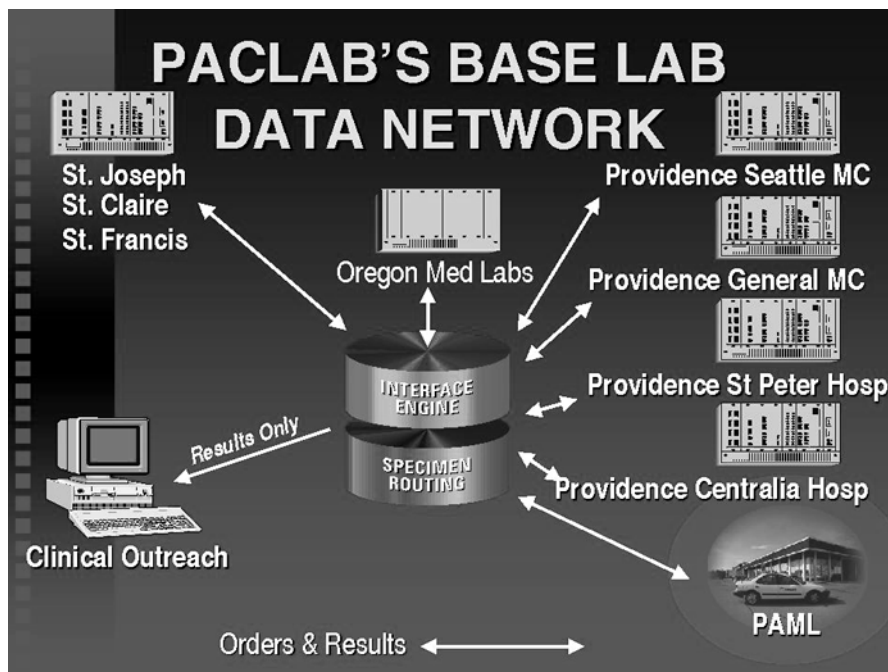 PACLAB'S BASE LAB
DATA NETWORK
St. Joseph
St. Claire
St. Francis
Oregon Med Labs
Providence Seattle MC
Providence General MC
Providence St Peter Hosp
Providence Centralia Hosp
INTERFACE
ENGINE
SPECIMEN
ROUTING
Results Only
Clinical Outreach
PAML
Orders & Results